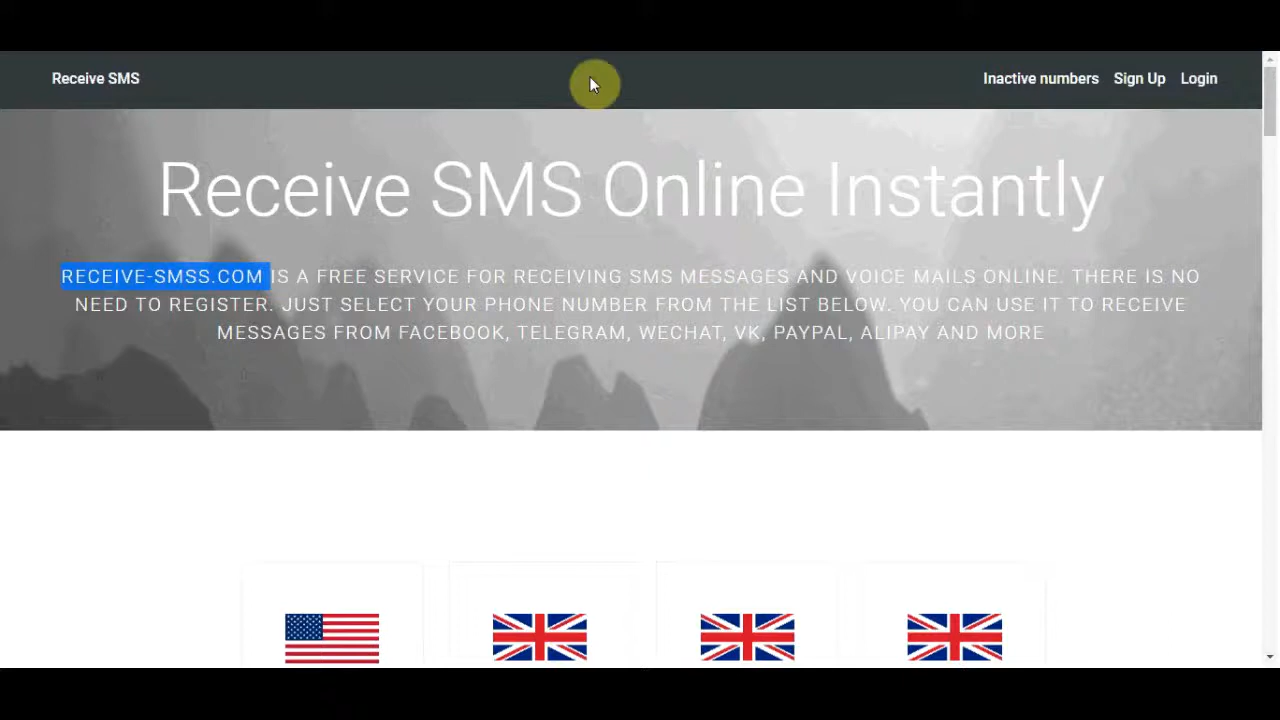 Receive SMS
Inactive numbers Sign Up Login
Receive SMS Online Instantly
RECEIVE-SMSS.COM IS A FREE SERVICE FOR RECEIVING SMS MESSAGES AND VOICE MAILS ONLINE. THERE IS NO
NEED TO REGISTER. JUST SELECT YOUR PHONE NUMBER FROM THE LIST BELOW. YOU CAN USE IT TO RECEIVE
MESSAGES FROM FACEBOOK, TELEGRAM, WECHAT, VK, PAYPAL, ALIPAY AND MORE